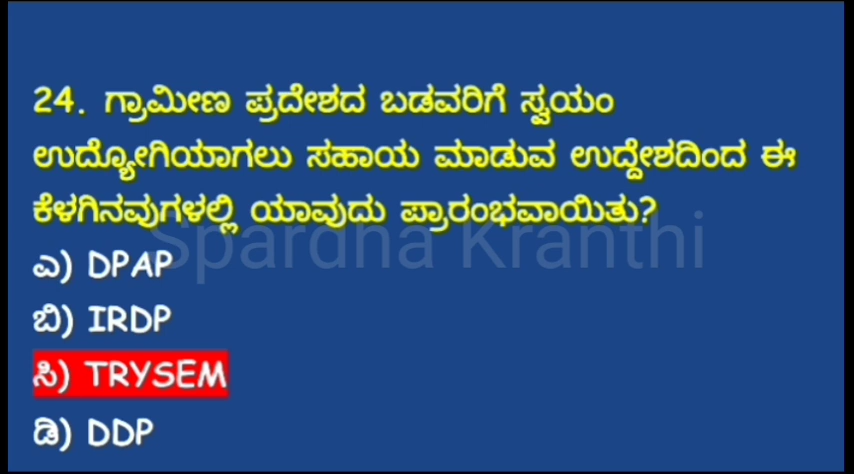 24. ಗ್ರಾಮೀಣ ಪ್ರದೇಶದ ಬಡವರಿಗೆ ಸ್ವಯಂ
ಉದ್ಯೋಗಿಯಾಗಲು ಸಹಾಯ ಮಾಡುವ ಉದ್ದೇಶದಿಂದ ಈ
ಕೆಳಗಿನವುಗಳಲ್ಲಿ ಯಾವುದು ಪ್ರಾರಂಭವಾಯಿತು?
Spardha Kranthi
ಎ) DPAP
ಬಿ) IRDP
ಸಿ) TRYSEM
ಡಿ) DDP